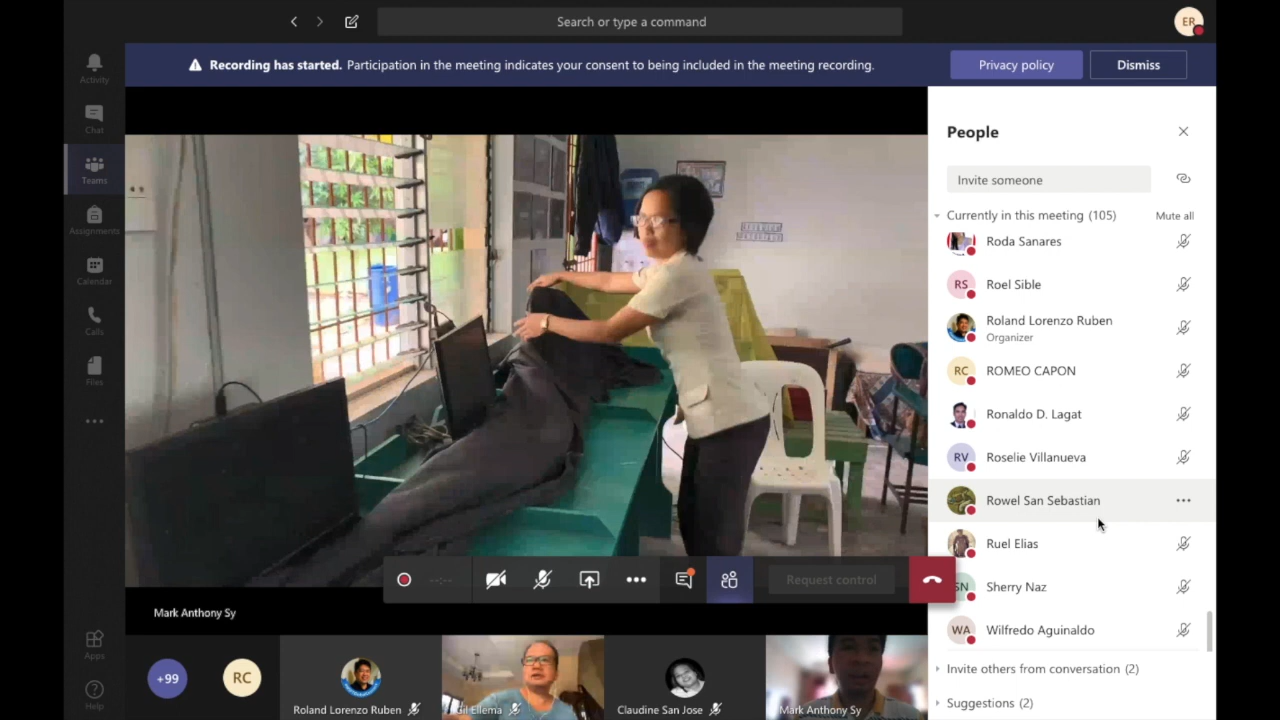 Search or type a command
ER
Recording has started. Participation in the meeting indicates your consent to being included in the meeting recording.
Privacy policy
Dismiss
Activity
Chat
Teams
Assignments
Calendar
Calls
Files
Apps
Help
People
Invite someone
Currently in this meeting (105)
Mute all
Roda Sanares
RS
Roel Sible
Roland Lorenzo Ruben
Organizer
RC
ROMEO CAPON
Ronaldo D. Lagat
RV
Roselie Villanueva
Rowel San Sebastian
Ruel Elias
SN
Sherry Naz
WA
Wilfredo Aguinaldo
Invite others from conversation (2)
Suggestions (2)
--:--
Request control
Mark Anthony Sy
+99
RC
Roland Lorenzo Ruben
Gil Ellema
Claudine San Jose
Mark Anthony Sy